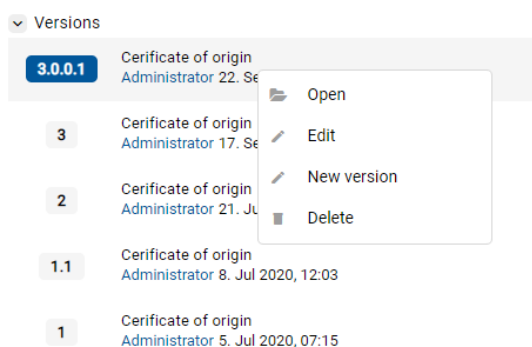 Versions
3.0.0.1
Cerificate of origin
Administrator 22. Se
Open
3
Cerificate of origin
Administrator 17. Se
Edit
New version
2
Cerificate of origin
Administrator 21. Ju
Delete
1.1
Cerificate of origin
Administrator 8. Jul 2020, 12:03
1
Cerificate of origin
Administrator 5. Jul 2020, 07:15